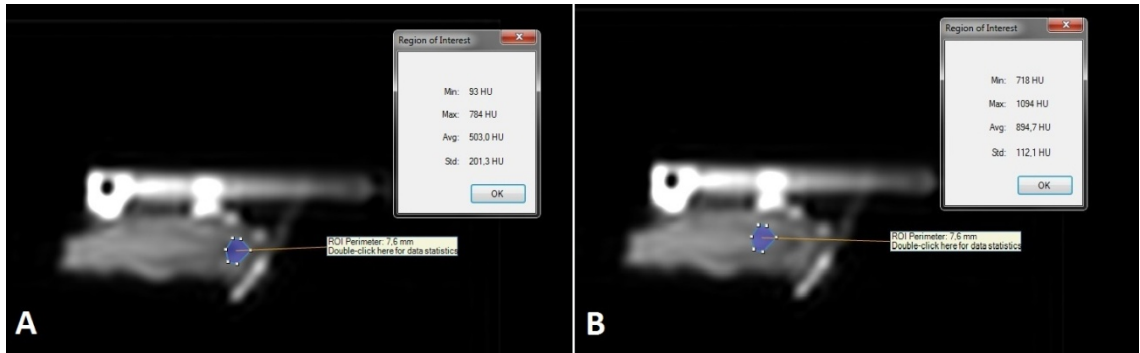 Region of Interest
Min: 93 HU
Max: 784 HU
Avg: 503,0 HU
Std: 201,3 HU
OK
ROI Perimeter: 7,6 mm
Double-click here for data statistics
A
Region of Interest
Min: 718 HU
Max: 1094 HU
Avg: 894,7 HU
Std: 112,1 HU
OK
ROI Perimeter: 7,6 mm
Double-click here for data statistics
B